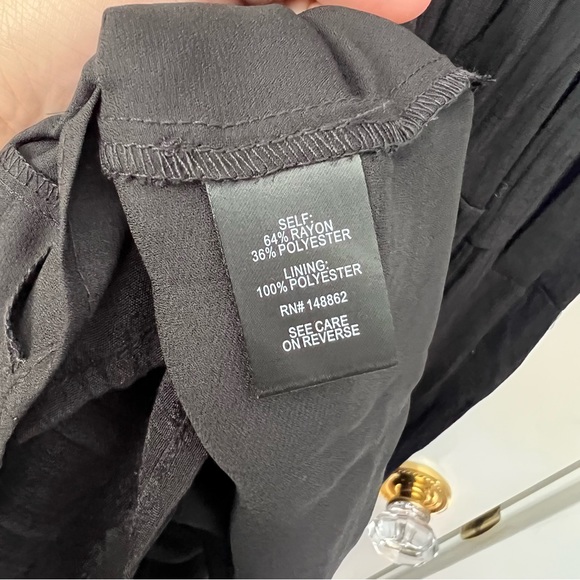 SELF:
64% RAYON
36% POLYESTER
LINING:
100% POLYESTER
RN# 148862
SEE CARE
ON REVERSE